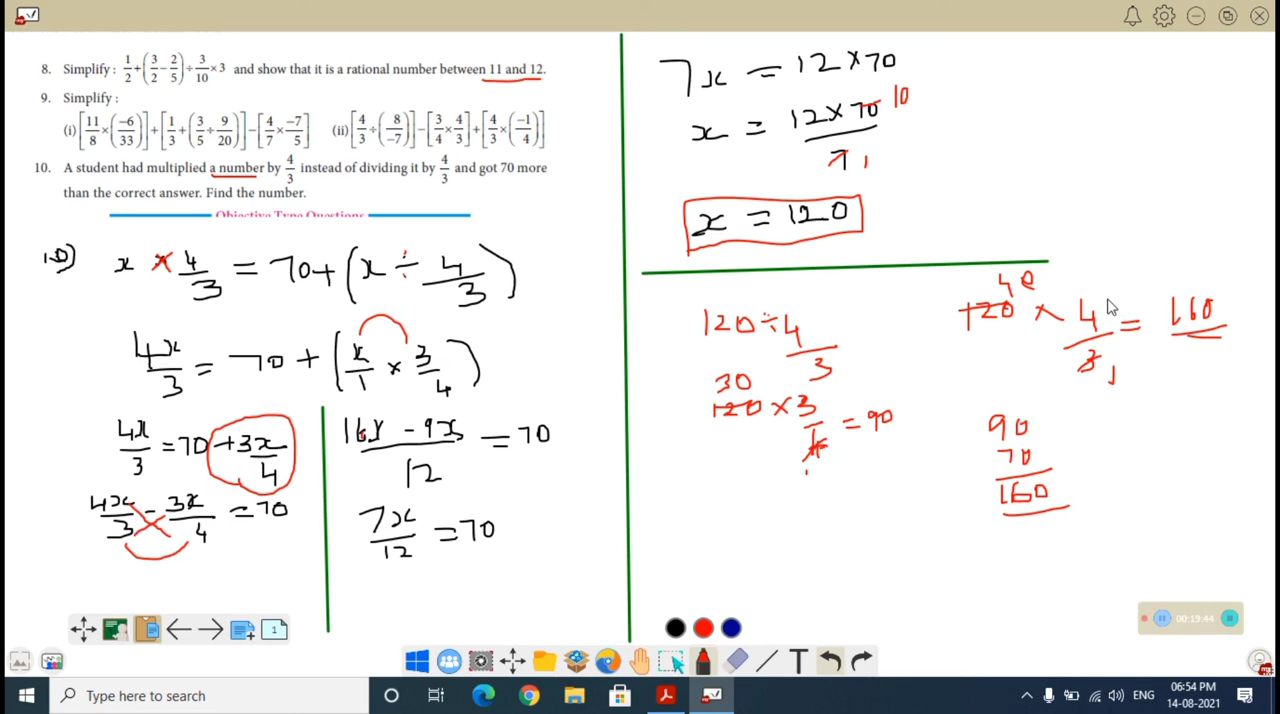 8. Simplify : 1/2 + (3/2 − 2/5) ÷ 3/10 × 3 and show that it is a rational number between 11 and 12.
9. Simplify :
(i) [11/8 × (−6/33)] + [1/3 + (3/5 ÷ 9/20)] − [4/7 × −7/5] (ii) [4/3 ÷ (8/−7)] − [3/4 × 4/3] + [4/3 × (−1/4)]
10. A student had multiplied a number by 4/3 instead of dividing it by 4/3 and got 70 more
than the correct answer. Find the number.
Objective Type Questions
10) x × 4/3 = 70 + (x ÷ 4/3)
4x/3 = 70 + (x/1 × 3/4)
4x/3 = 70 + 3x/4
4x/3 − 3x/4 = 70
16x − 9x/12 = 70
7x/12 = 70
7x = 12 × 70
x = 12 × 70/7 10 1
x = 120
120 ÷ 4/3
30
120 × 3/4 = 90
40
120 × 4/3 = 160
1
90
70
160
1
00:19:44
Type here to search
ENG
06:54 PM
14-08-2021